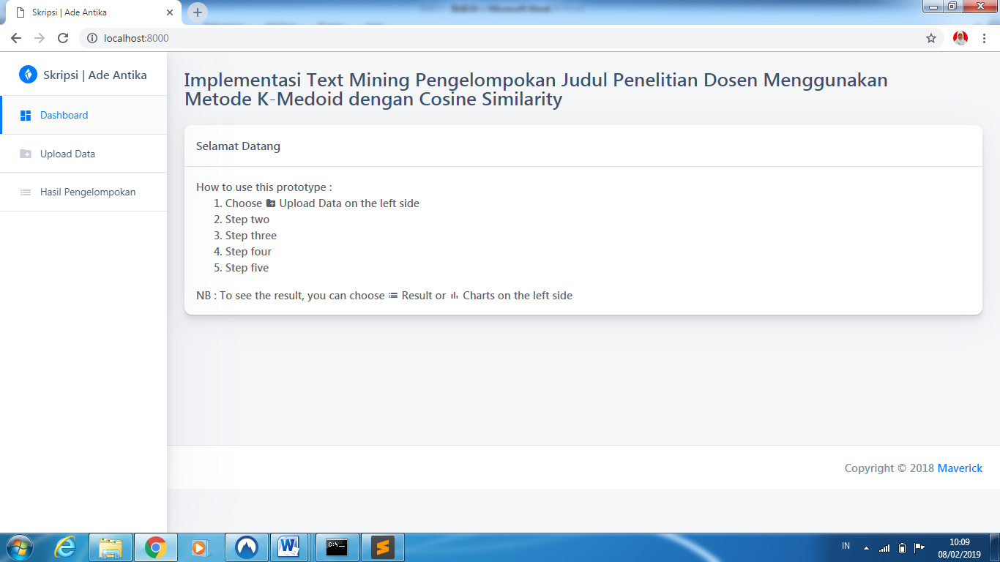 Skripsi | Ade Antika
localhost:8000
Skripsi | Ade Antika
Dashboard
Upload Data
Hasil Pengelompokan
Implementasi Text Mining Pengelompokan Judul Penelitian Dosen Menggunakan
Metode K-Medoid dengan Cosine Similarity
Selamat Datang
How to use this prototype :
1. Choose Upload Data on the left side
2. Step two
3. Step three
4. Step four
5. Step five
NB : To see the result, you can choose Result or Charts on the left side
Copyright © 2018 Maverick
IN
10:09
08/02/2019